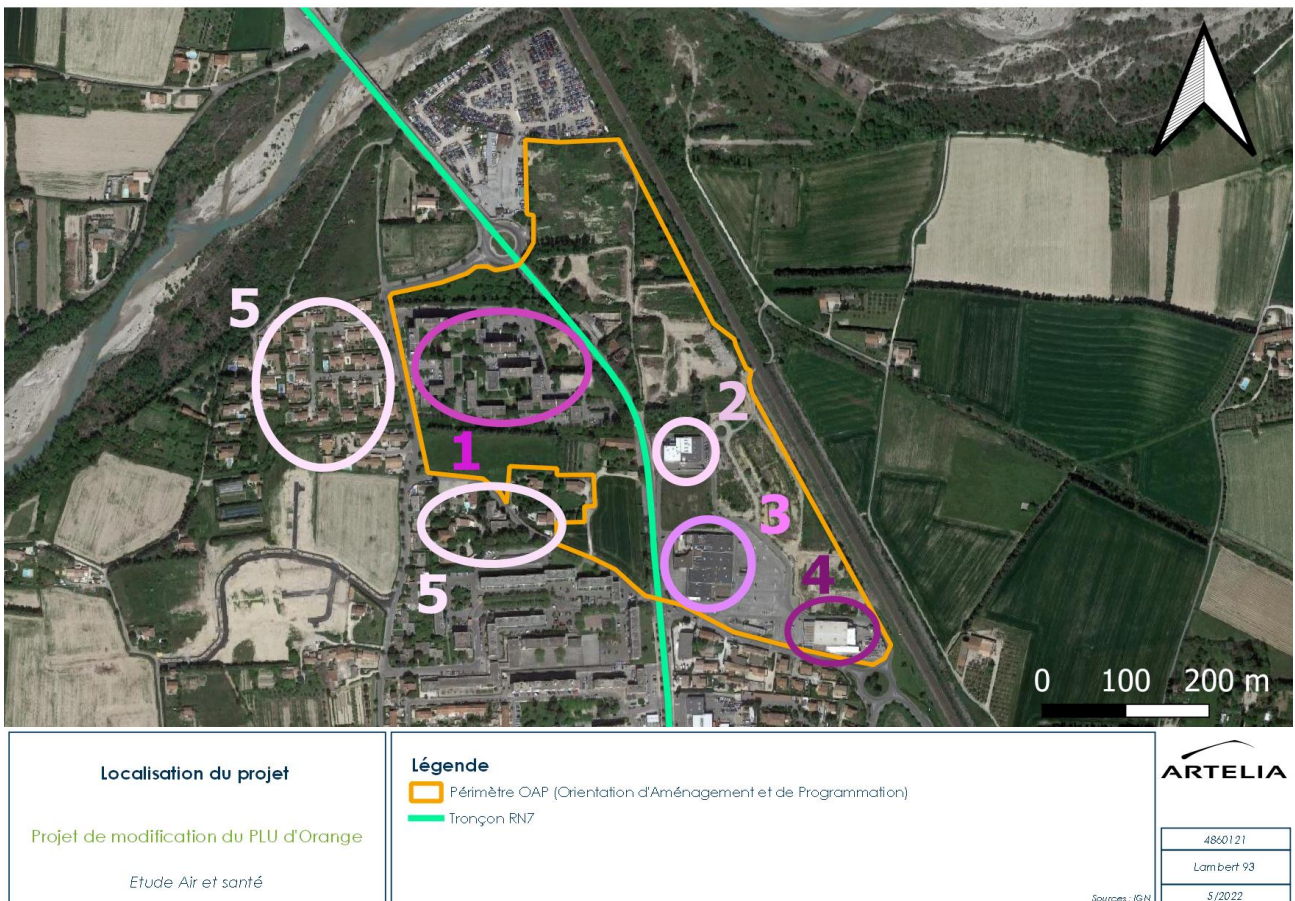 5
1
2
3
4
5
0 100 200 m
Localisation du projet
Projet de modification du PLU d'Orange
Etude Air et santé
Légende
Périmètre OAP (Orientation d'Aménagement et de Programmation)
Tronçon RN7
Sources : IGN
ARTELIA
4860121
Lambert 93
5/2022